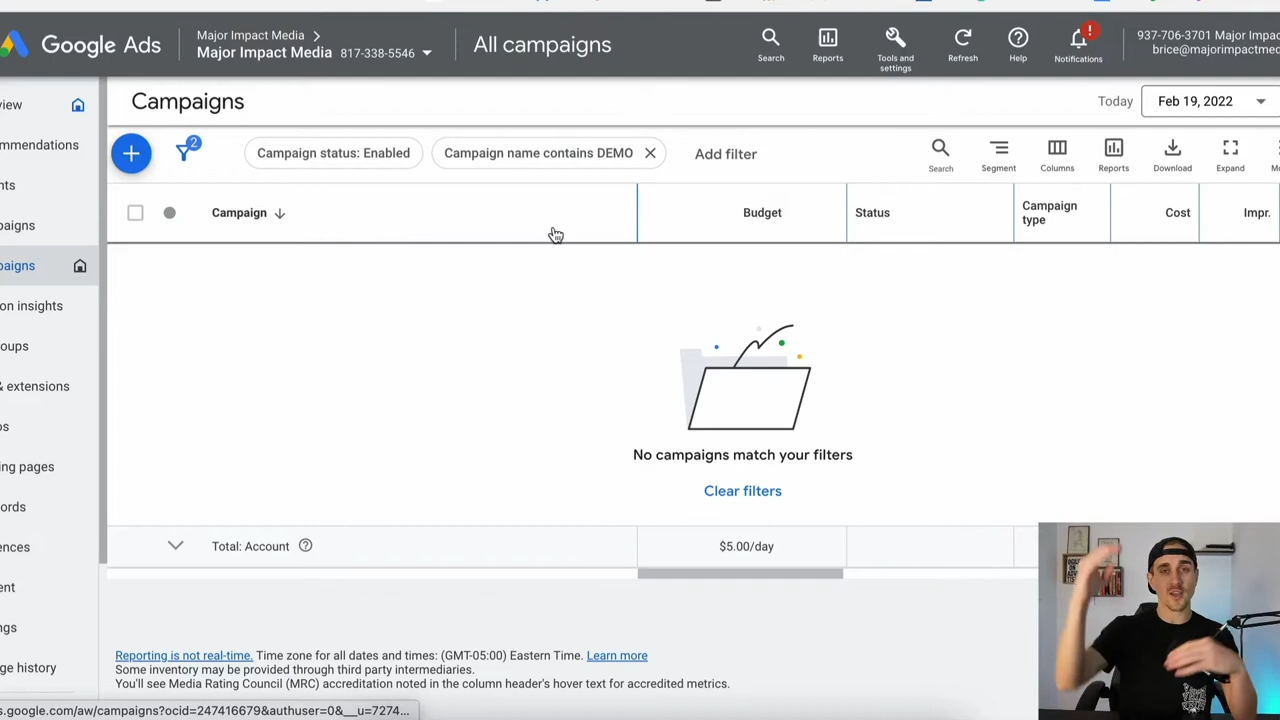 Google Ads
Major Impact Media
Major Impact Media 817-338-5546
All campaigns
Search
Reports
Tools and
settings
Refresh
Help
!
Notifications
937-706-3701 Major Impac
brice@majorimpactmed
view
Campaigns
Today
Feb 19, 2022
mmendations
nts
paigns
paigns
on insights
oups
& extensions
os
ing pages
ords
ences
ent
ngs
ge history
+
2
Campaign status: Enabled
Campaign name contains DEMO
Add filter
Search
Segment
Columns
Reports
Download
Expand
Mo
Campaign
Budget
Status
Campaign
type
Cost
Impr.
No campaigns match your filters
Clear filters
Total: Account
$5.00/day
Reporting is not real-time. Time zone for all dates and times: (GMT-05:00) Eastern Time. Learn more
Some inventory may be provided through third party intermediaries.
You'll see Media Rating Council (MRC) accreditation noted in the column header's hover text for accredited metrics.
s.google.com/aw/campaigns?ocid=247416679&authuser=0&__u=7274...